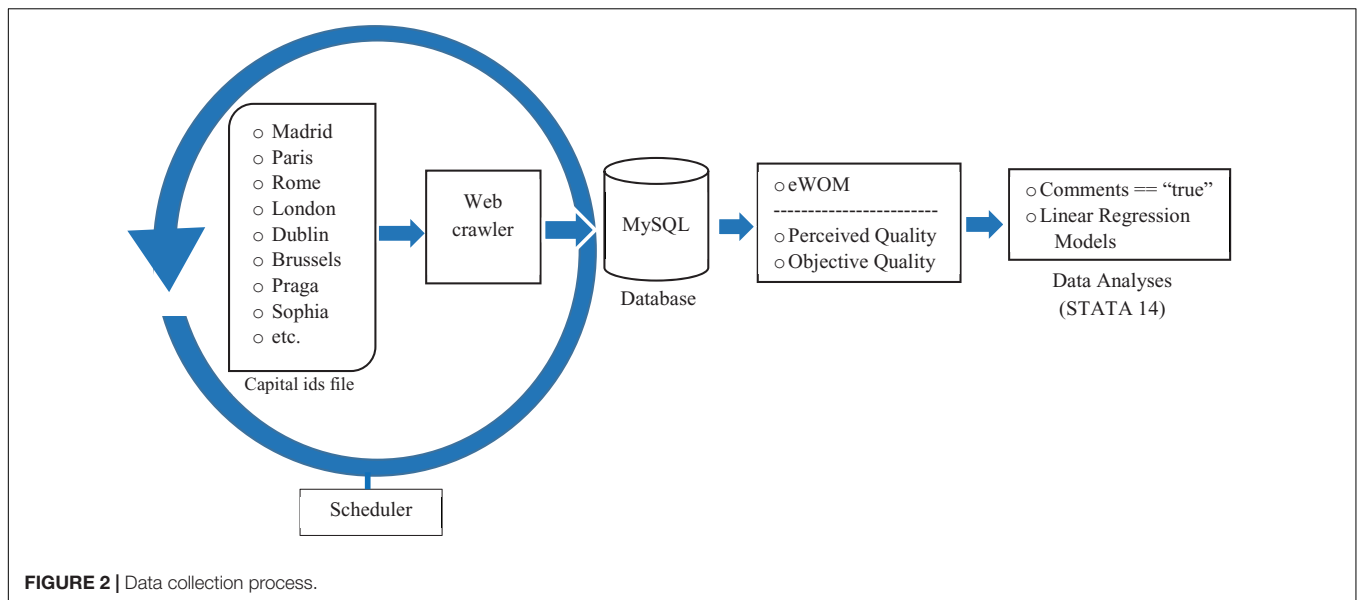 ○ Madrid
○ Paris
○ Rome
○ London
○ Dublin
○ Brussels
○ Praga
○ Sophia
○ etc.
Capital ids file
Web
crawler
Scheduler
MySQL
Database
○ eWOM
-------------------------
○ Perceived Quality
○ Objective Quality
○ Comments == “true”
○ Linear Regression
Models
Data Analyses
(STATA 14)
FIGURE 2 | Data collection process.